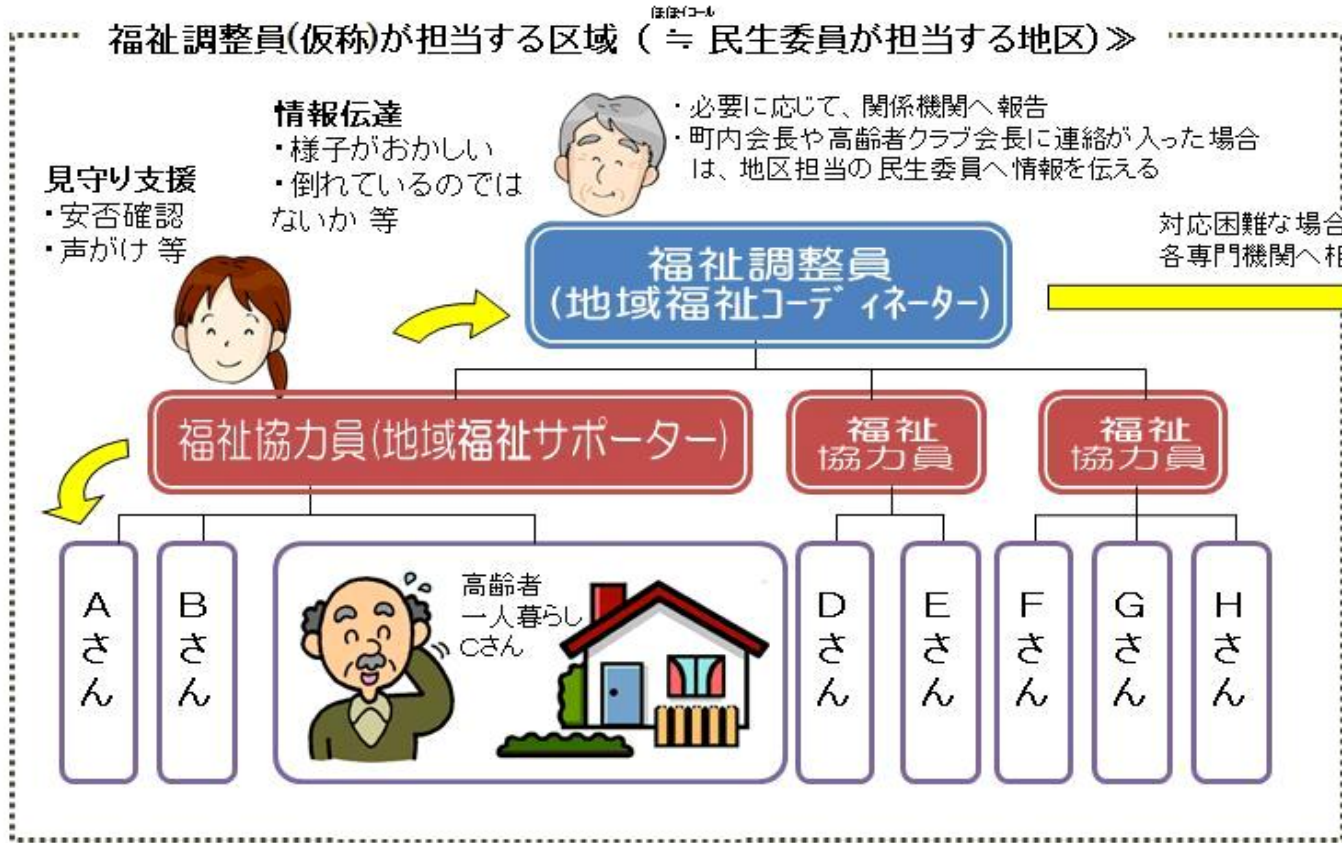 ほぼイコール
福祉調整員(仮称)が担当する区域（≒ 民生委員が担当する地区）≫
情報伝達
・様子がおかしい
・倒れているのでは
ないか 等
・必要に応じて、関係機関へ報告
・町内会長や高齢者クラブ会長に連絡が入った場合
は、地区担当の民生委員へ情報を伝える
見守り支援
・安否確認
・声がけ 等
対応困難な場合
各専門機関へ相
福祉調整員
(地域福祉コーディネーター)
福祉協力員(地域福祉サポーター)
福祉
協力員
福祉
協力員
Aさん
Bさん
高齢者
一人暮らし
Cさん
Dさん
Eさん
Fさん
Gさん
Hさん